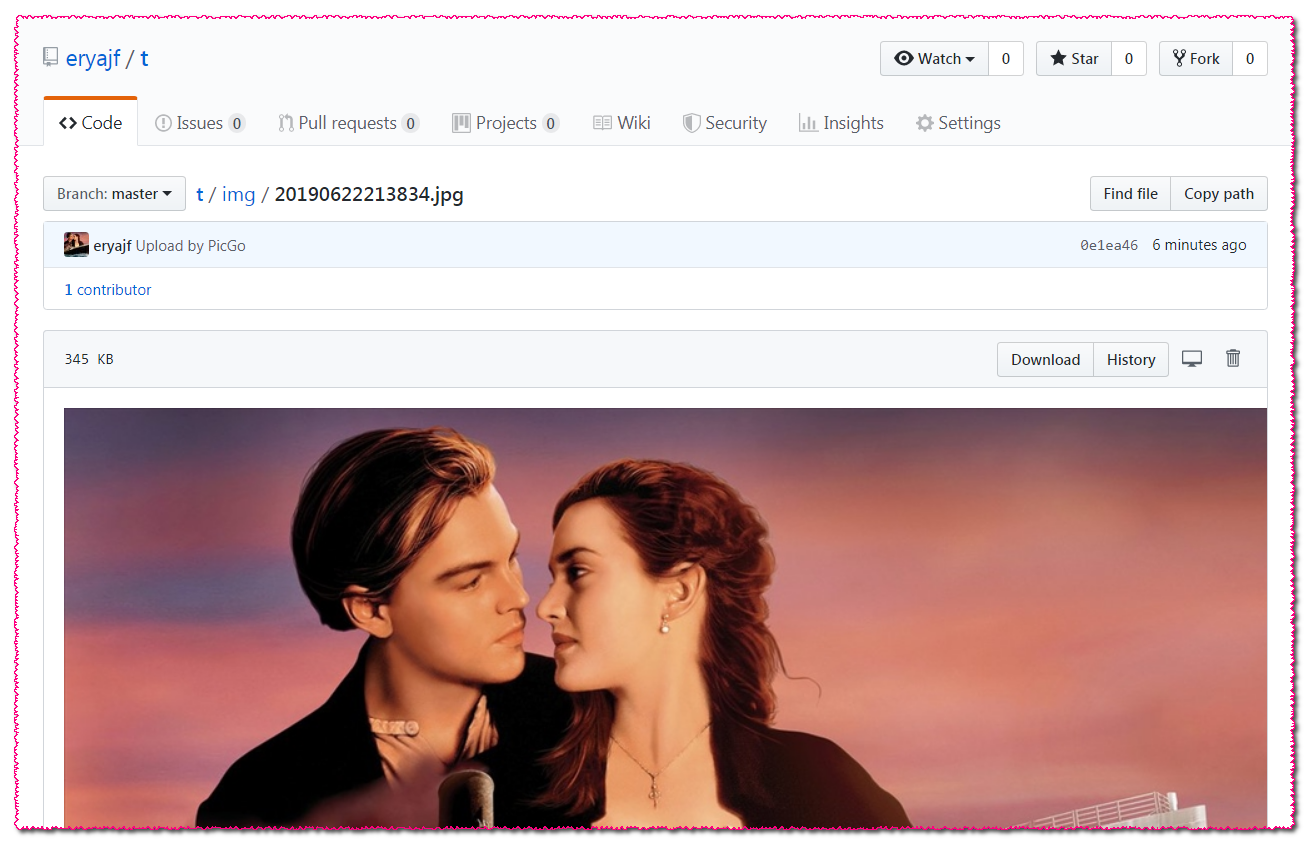 eryajf / t Watch 0 Star 0 Fork 0
Code Issues 0 Pull requests 0 Projects 0 Wiki Security Insights Settings
Branch: master t / img / 20190622213834.jpg Find file Copy path
eryajf Upload by PicGo 0e1ea46 6 minutes ago
1 contributor
345 KB Download History